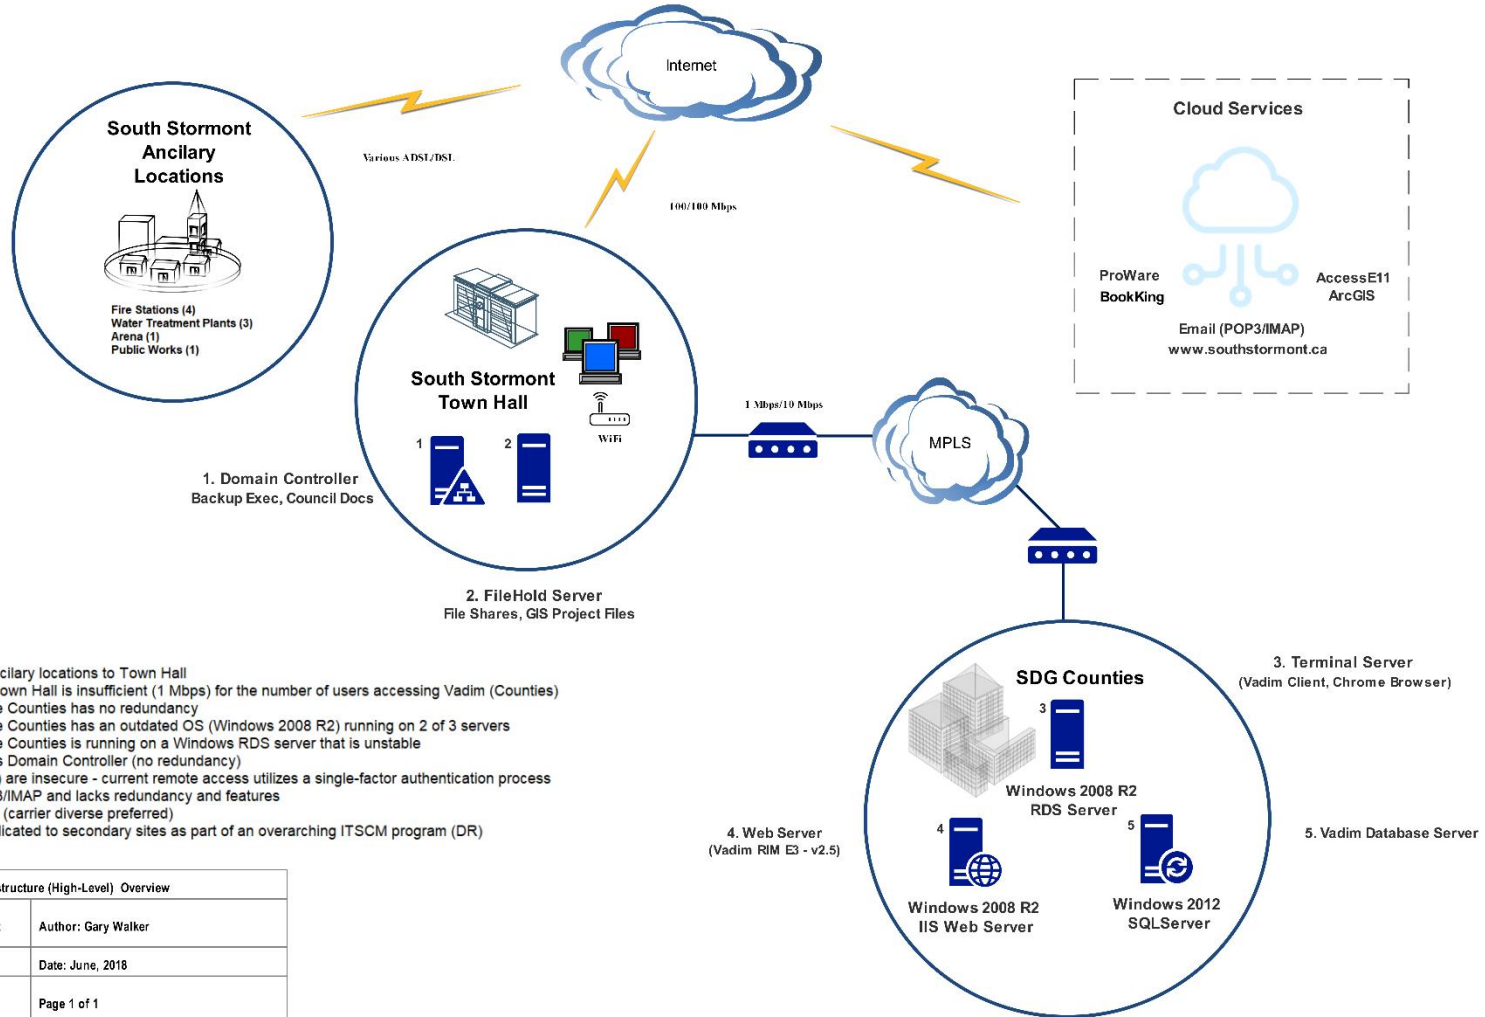 Internet
South Stormont
Ancilary
Locations
Fire Stations (4)
Water Treatment Plants (3)
Arena (1)
Public Works (1)
Various ADSL/DSL
100/100 Mbps
Cloud Services
ProWare
BookKing
AccessE11
ArcGIS
Email (POP3/IMAP)
www.southstormont.ca
South Stormont
Town Hall
WiFi
1
2
1. Domain Controller
Backup Exec, Council Docs
2. FileHold Server
File Shares, GIS Project Files
1 Mbps/10 Mbps
MPLS
SDG Counties
3
Windows 2008 R2
RDS Server
4
Windows 2008 R2
IIS Web Server
5
Windows 2012
SQLServer
3. Terminal Server
(Vadim Client, Chrome Browser)
4. Web Server
(Vadim RIM E3 - v2.5)
5. Vadim Database Server
cilary locations to Town Hall
own Hall is insufficient (1 Mbps) for the number of users accessing Vadim (Counties)
e Counties has no redundancy
e Counties has an outdated OS (Windows 2008 R2) running on 2 of 3 servers
e Counties is running on a Windows RDS server that is unstable
s Domain Controller (no redundancy)
) are insecure - current remote access utilizes a single-factor authentication process
3/IMAP and lacks redundancy and features
(carrier diverse preferred)
licated to secondary sites as part of an overarching ITSCM program (DR)
structure (High-Level) Overview
Author: Gary Walker
Date: June, 2018
Page 1 of 1